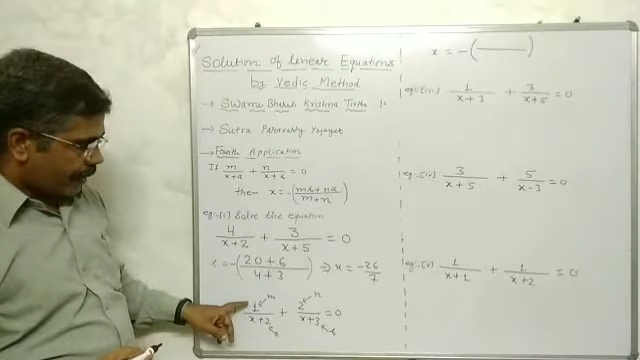 Solution of linear Equations
by Vedic Method
→ Swami Bharati Krishna Tirtha
→ Sutra Paravarty Yojayet
→ Fourth Application
If m/(x+a) + n/(x+b) = 0
then x = -((mb+na)/(m+n))
eg:-(i) Solve the equation
4/(x+2) + 3/(x+5) = 0
x = -((20+6)/(4+3)) ⇒ x = -26/7
m n
1/(x+2) + 2/(x+3) = 0
a b
x = -(———)
eg:-(iii) 1/(x+3) + 3/(x+5) = 0
eg:-(iv) 3/(x+5) + 5/(x-3) = 0
eg:-(v) 1/(x+1) + 1/(x+2) = 0